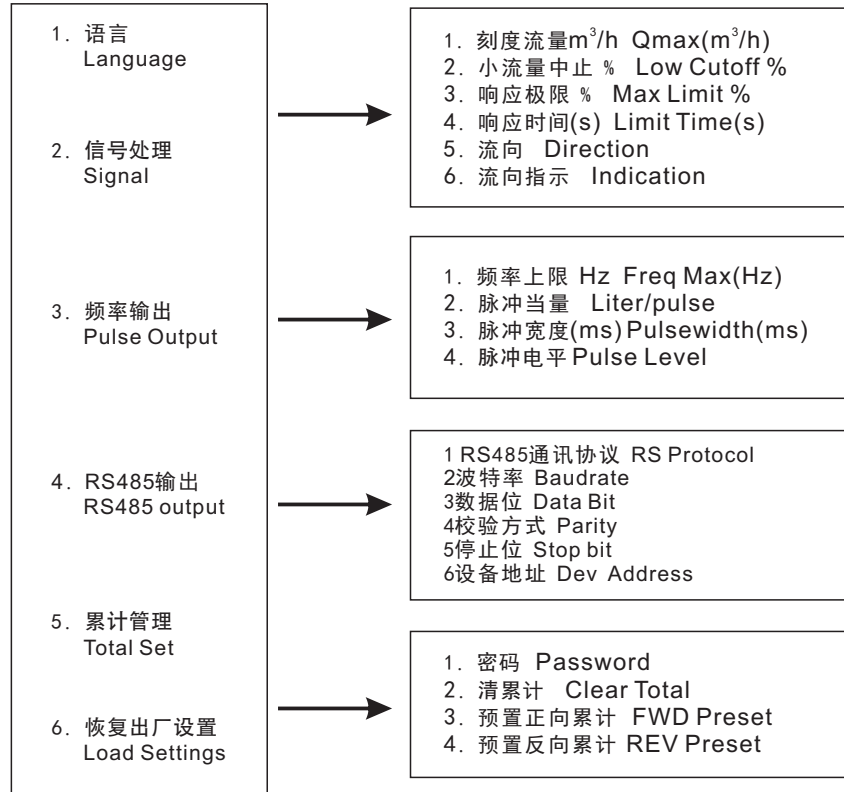 1. 语言
Language
2. 信号处理
Signal
3. 频率输出
Pulse Output
4. RS485输出
RS485 output
5. 累计管理
Total Set
6. 恢复出厂设置
Load Settings
1. 刻度流量m³/h Qmax(m³/h)
2. 小流量中止 % Low Cutoff %
3. 响应极限 % Max Limit %
4. 响应时间(s) Limit Time(s)
5. 流向 Direction
6. 流向指示 Indication
1. 频率上限 Hz Freq Max(Hz)
2. 脉冲当量 Liter/pulse
3. 脉冲宽度(ms) Pulsewidth(ms)
4. 脉冲电平 Pulse Level
1 RS485通讯协议 RS Protocol
2波特率 Baudrate
3数据位 Data Bit
4校验方式 Parity
5停止位 Stop bit
6设备地址 Dev Address
1. 密码 Password
2. 清累计 Clear Total
3. 预置正向累计 FWD Preset
4. 预置反向累计 REV Preset